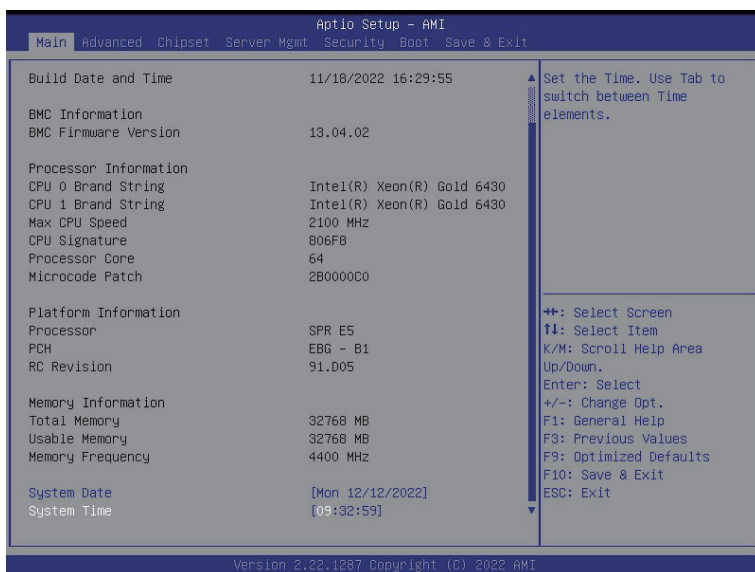 Aptio Setup – AMI
Main Advanced Chipset Server Mgmt Security Boot Save & Exit
Build Date and Time 11/18/2022 16:29:55
BMC Information
BMC Firmware Version 13.04.02
Processor Information
CPU 0 Brand String Intel(R) Xeon(R) Gold 6430
CPU 1 Brand String Intel(R) Xeon(R) Gold 6430
Max CPU Speed 2100 MHz
CPU Signature 806F8
Processor Core 64
Microcode Patch 2B0000C0
Platform Information
Processor SPR E5
PCH EBG - B1
RC Revision 91.D05
Memory Information
Total Memory 32768 MB
Usable Memory 32768 MB
Memory Frequency 4400 MHz
System Date [Mon 12/12/2022]
System Time [09:32:59]
Set the Time. Use Tab to
switch between Time
elements.
→←: Select Screen
↑↓: Select Item
K/M: Scroll Help Area
Up/Down.
Enter: Select
+/-: Change Opt.
F1: General Help
F3: Previous Values
F9: Optimized Defaults
F10: Save & Exit
ESC: Exit
Version 2.22.1287 Copyright (C) 2022 AMI